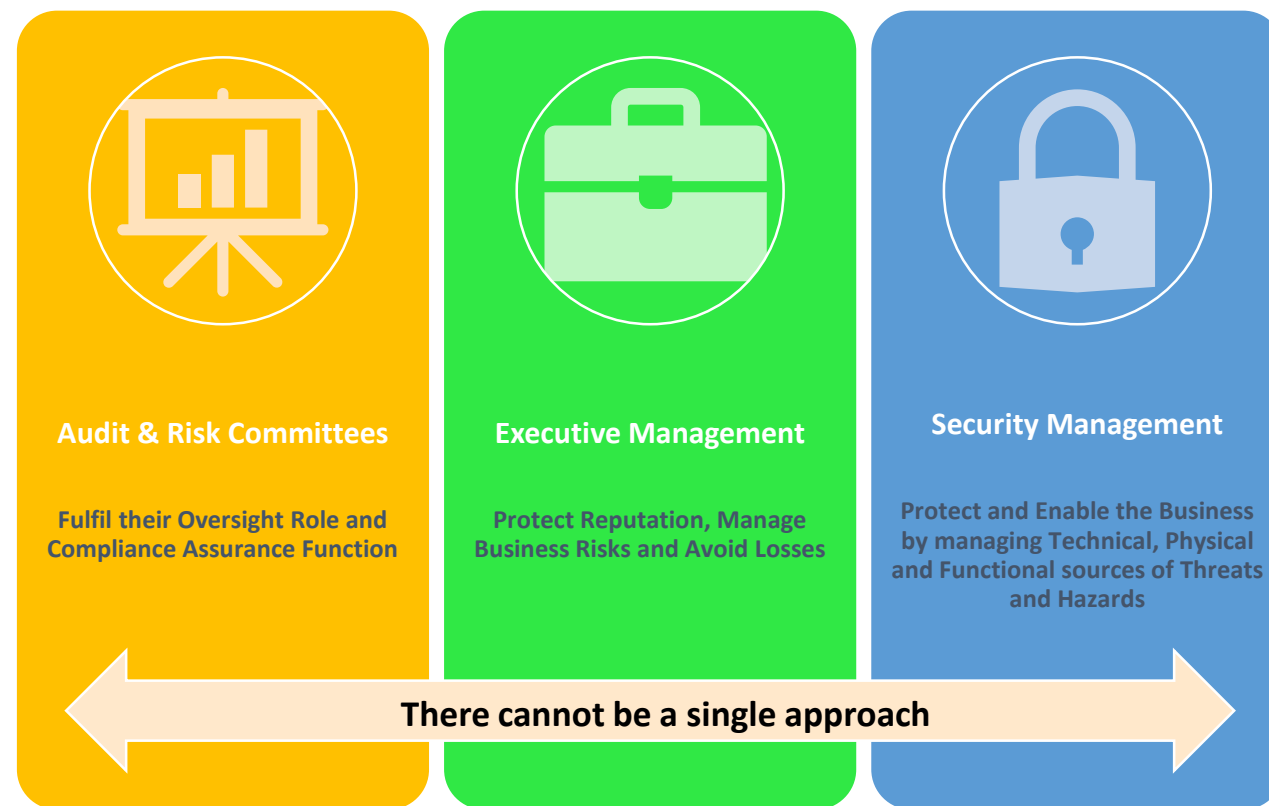 Audit & Risk Committees
Fulfil their Oversight Role and
Compliance Assurance Function
Executive Management
Protect Reputation, Manage
Business Risks and Avoid Losses
Security Management
Protect and Enable the Business
by managing Technical, Physical
and Functional sources of Threats
and Hazards
There cannot be a single approach